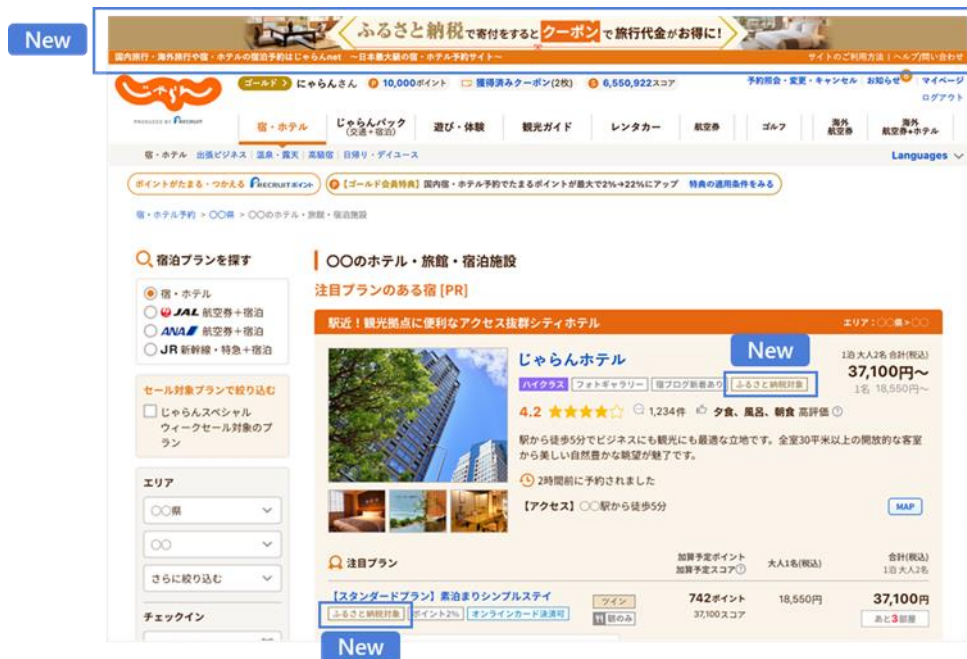 New
ふるさと納税で寄付をするとクーポンで旅行代金がお得に!
国内旅行・海外旅行や宿・ホテルの宿泊予約はじゃらんnet ～日本最大級の宿・ホテル予約サイト～
サイトのご利用方法 | ヘルプ/問い合わせ
じゃらん
ゴールド > にゃらんさん P 10,000ポイント 獲得済みクーポン(2枚) S 6,550,922スコア
予約照会・変更・キャンセル お知らせ マイページ
ログアウト
PRODUCED BY RECRUIT
宿・ホテル じゃらんパック (交通+宿泊) 遊び・体験 観光ガイド レンタカー 航空券 ゴルフ 海外航空券 海外航空券+ホテル
宿・ホテル 出張ビジネス | 温泉・露天 | 高級宿 | 日帰り・デイユース
Languages
ポイントがたまる・つかえる RECRUITポイント
P【ゴールド会員特典】国内宿・ホテル予約でたまるポイントが最大で2%→22%にアップ 特典の適用条件をみる
宿・ホテル予約 > 〇〇県 > 〇〇のホテル・旅館・宿泊施設
宿泊プランを探す
宿・ホテル
JAL 航空券+宿泊
ANA 航空券+宿泊
JR 新幹線・特急+宿泊
セール対象プランで絞り込む
じゃらんスペシャル
ウィークセール対象のプ
ラン
エリア
〇〇県
〇〇
さらに絞り込む
チェックイン
〇〇のホテル・旅館・宿泊施設
注目プランのある宿 [PR]
駅近！観光拠点に便利なアクセス抜群シティホテル
エリア：〇〇県>〇〇
New
じゃらんホテル
1泊 大人2名 合計(税込)
37,100円～
1名 18,550円～
ハイクラス フォトギャラリー 宿ブログ新着あり ふるさと納税対象
4.2 ★★★★☆ 1,234件 夕食、風呂、朝食 高評価
駅から徒歩5分でビジネスにも観光にも最適な立地です。全室30平米以上の開放的な客室
から美しい自然豊かな眺望が魅了です。
2時間前に予約されました
【アクセス】〇〇駅から徒歩5分
MAP
注目プラン
加算予定ポイント
加算予定スコア?
大人1名(税込)
合計(税込)
1泊 大人2名
【スタンダードプラン】素泊まりシンプルステイ
ツイン
742ポイント
18,550円
37,100円
ふるさと納税対象 ポイント2% オンラインカード決済可
朝のみ
37,100スコア
あと3部屋
New